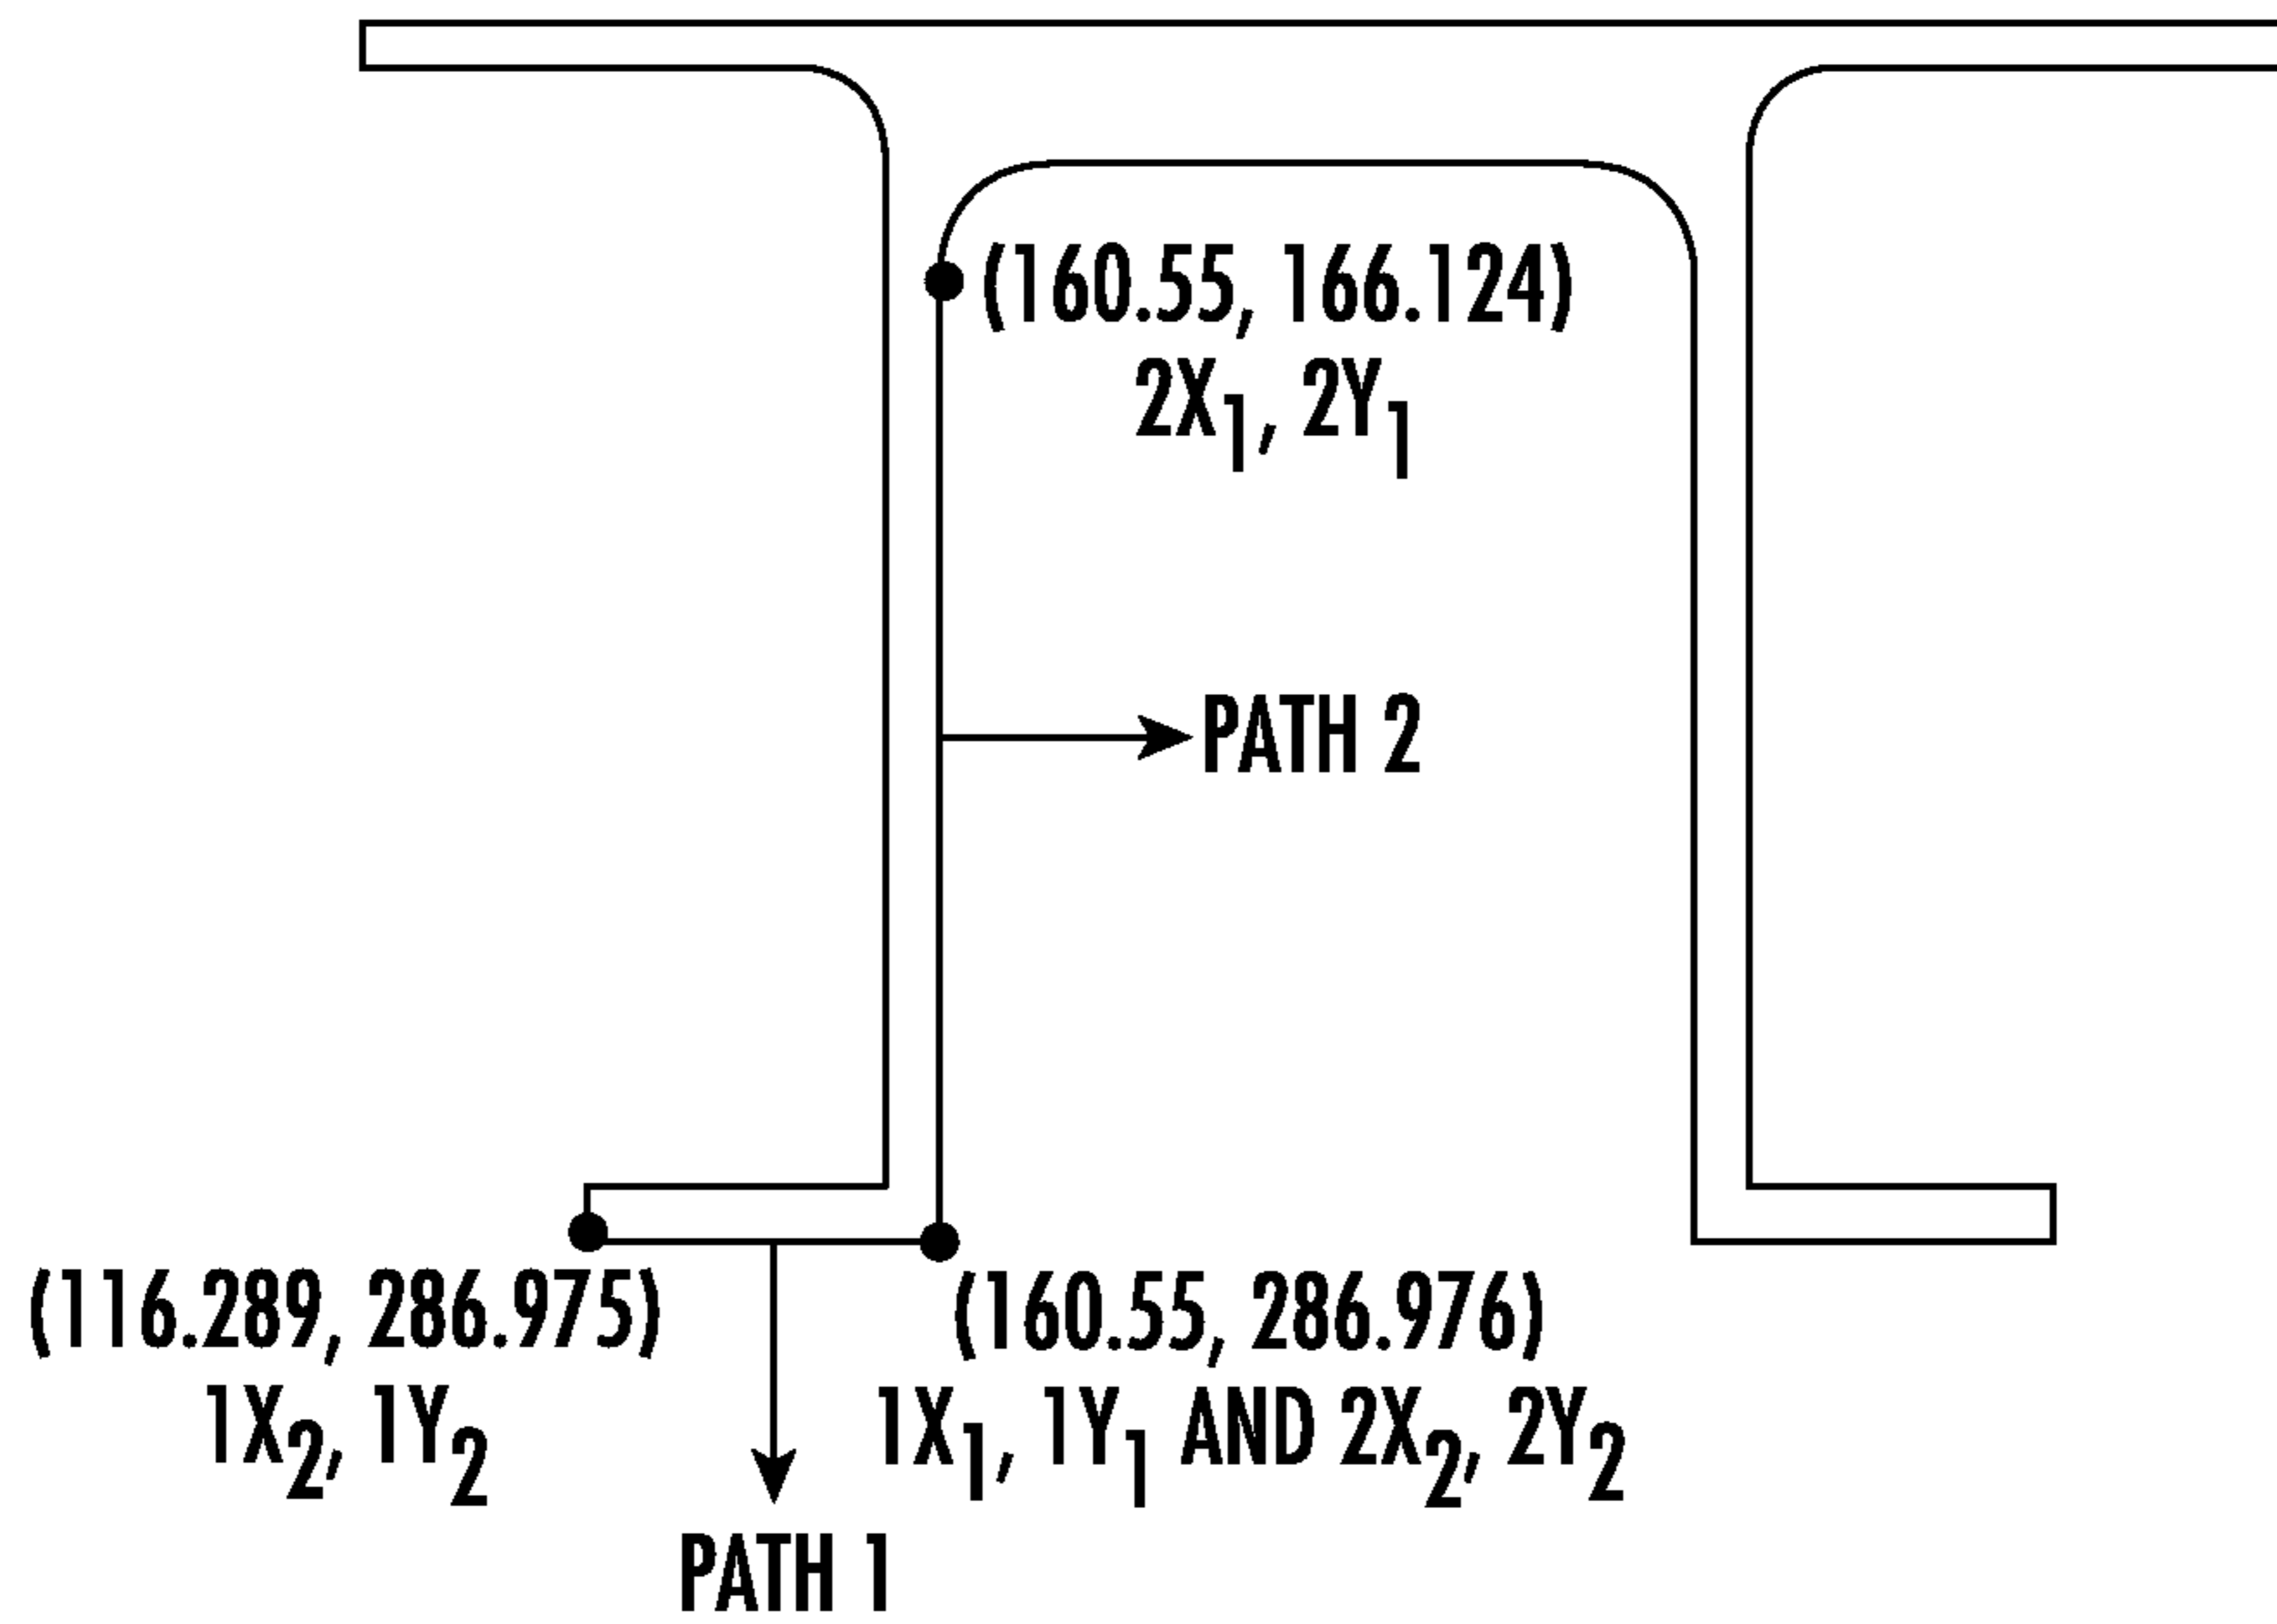 (160.55, 166.124)
2X₁, 2Y₁
PATH 2
(116.289, 286.975)
1X₂, 1Y₂
(160.55, 286.976)
1X₁, 1Y₁ AND 2X₂, 2Y₂
PATH 1